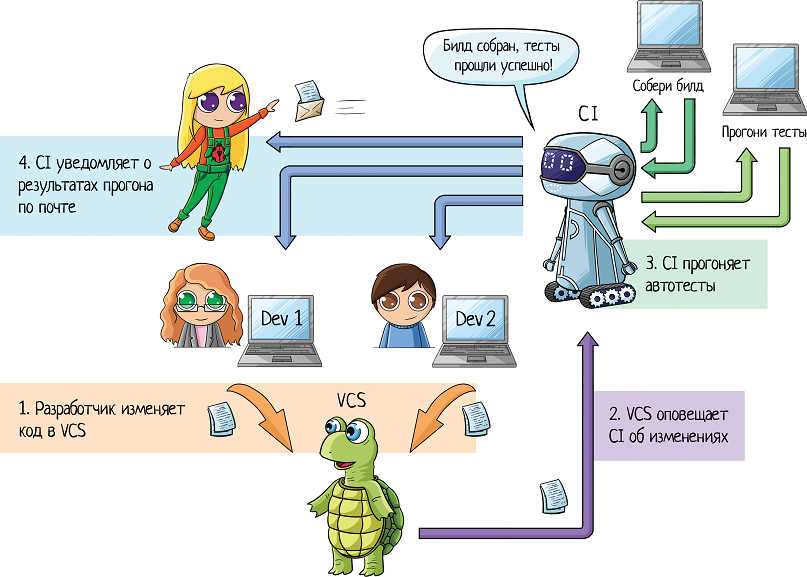 Билд собран, тесты
прошли успешно!
Собери билд
CI
Прогони тесты
4. CI уведомляет о
результатах прогона
по почте
3. CI прогоняет
автотесты
Dev 1
Dev 2
1. Разработчик изменяет
код в VCS
VCS
2. VCS оповещает
CI об изменениях